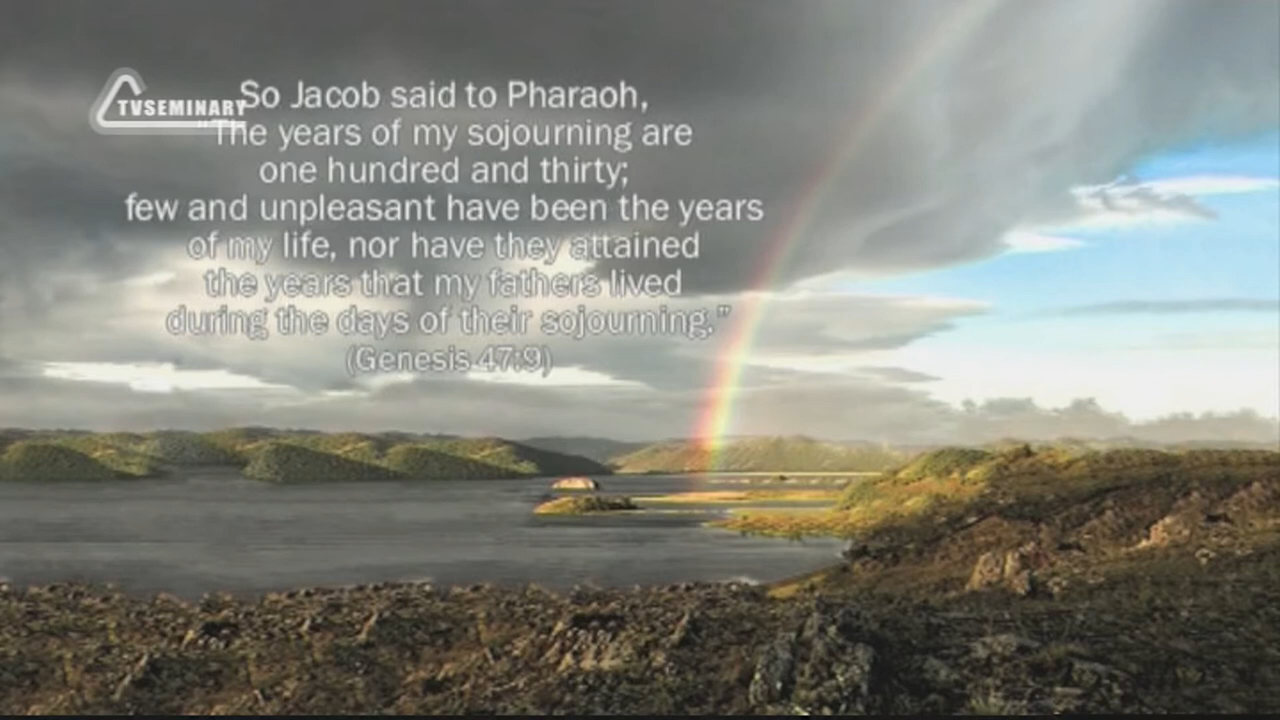 TVSEMINARY
So Jacob said to Pharaoh,
"The years of my sojourning are
one hundred and thirty;
few and unpleasant have been the years
of my life, nor have they attained
the years that my fathers lived
during the days of their sojourning."
(Genesis 47:9)